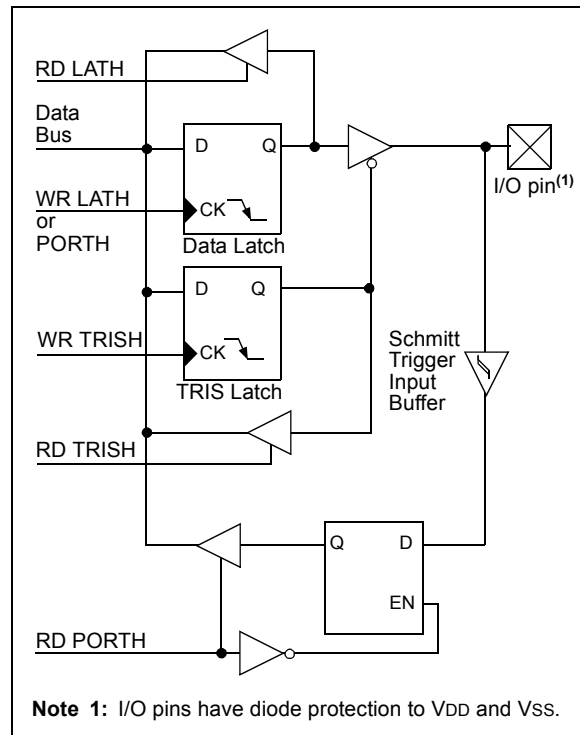 RD LATH
Data
Bus
D Q
I/O pin(1)
WR LATH
or
PORTH
CK
Data Latch
D Q
WR TRISH
CK
TRIS Latch
Schmitt
Trigger
Input
Buffer
RD TRISH
Q D
EN
RD PORTH
Note 1: I/O pins have diode protection to VDD and VSS.